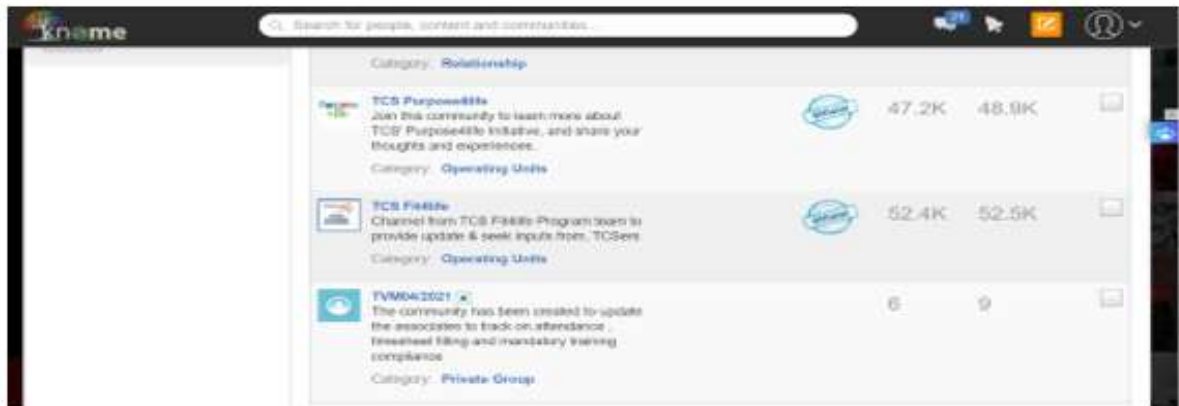 kname
Search for people, content and communities...
21
Category: Relationship
TCS Purpose4life
Join this community to learn more about
TCS' Purpose4life Initiative, and share your
thoughts and experiences.
47.2K 48.9K
Category: Operating Units
TCS Fit4life
Channel from TCS Fit4life Program team to
provide update & seek inputs from, TCSers
52.4K 52.5K
Category: Operating Units
TVM04/2021
The community has been created to update
the associates to track on attendance ,
timesheet filling and mandatory training
compliance
6 9
Category: Private Group